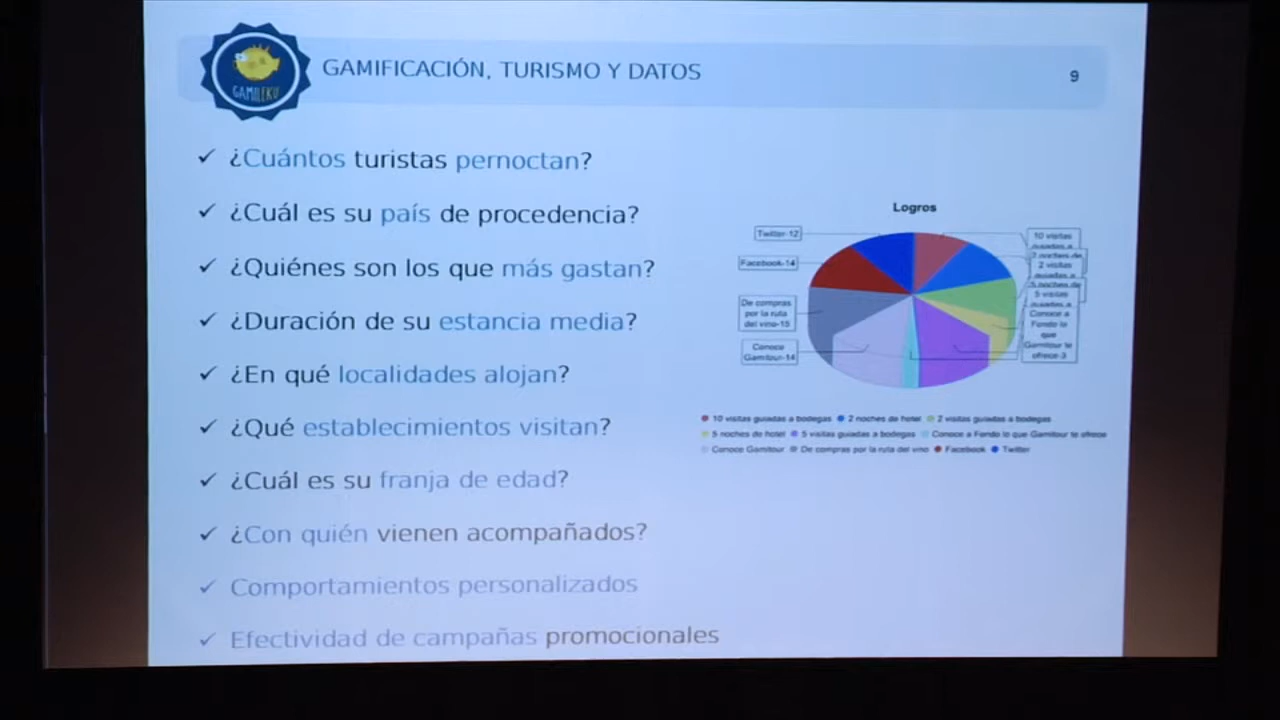 GAMILEKU
GAMIFICACIÓN, TURISMO Y DATOS
9
✓ ¿Cuántos turistas pernoctan?
✓ ¿Cuál es su país de procedencia?
✓ ¿Quiénes son los que más gastan?
✓ ¿Duración de su estancia media?
✓ ¿En qué localidades alojan?
✓ ¿Qué establecimientos visitan?
✓ ¿Cuál es su franja de edad?
✓ ¿Con quién vienen acompañados?
✓ Comportamientos personalizados
✓ Efectividad de campañas promocionales
Logros
Twitter-12
Facebook-14
De compras
por la ruta
del vino-15
Conoce
Gamitour-14
10 visitas
guiadas a
2 noches de
2 visitas
guiadas a
5 noches de
5 visitas
guiadas a
Conoce a
Fondo lo
que
Gamitour te
ofrece-3
10 visitas guiadas a bodegas 2 noches de hotel 2 visitas guiadas a bodegas
5 noches de hotel 5 visitas guiadas a bodegas Conoce a Fondo lo que Gamitour te ofrece
Conoce Gamitour De compras por la ruta del vino Facebook Twitter